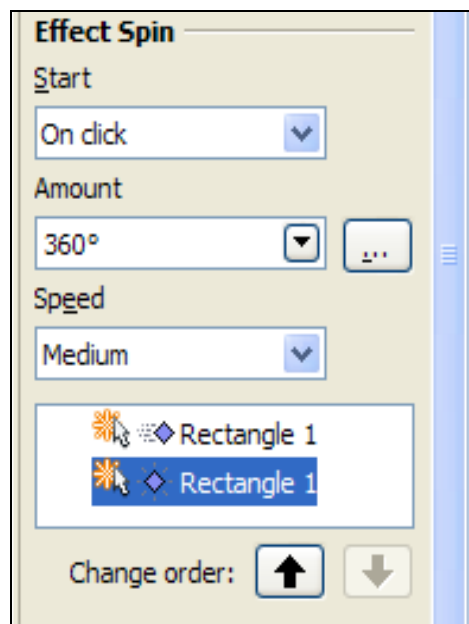 Effect Spin
Start
On click
Amount
360°
...
Speed
Medium
Rectangle 1
Rectangle 1
Change order: